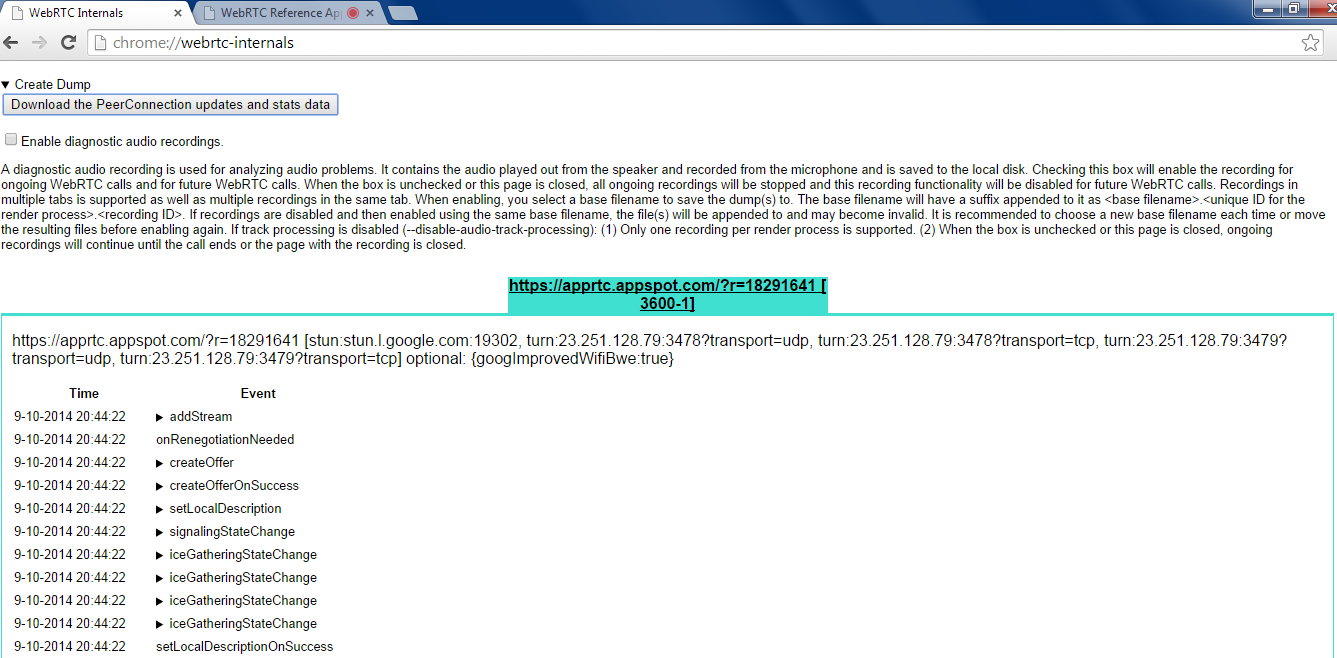 WebRTC Internals
WebRTC Reference Ap
chrome://webrtc-internals
▼ Create Dump
Download the PeerConnection updates and stats data
Enable diagnostic audio recordings.
A diagnostic audio recording is used for analyzing audio problems. It contains the audio played out from the speaker and recorded from the microphone and is saved to the local disk. Checking this box will enable the recording for
ongoing WebRTC calls and for future WebRTC calls. When the box is unchecked or this page is closed, all ongoing recordings will be stopped and this recording functionality will be disabled for future WebRTC calls. Recordings in
multiple tabs is supported as well as multiple recordings in the same tab. When enabling, you select a base filename to save the dump(s) to. The base filename will have a suffix appended to it as <base filename>.<unique ID for the
render process>.<recording ID>. If recordings are disabled and then enabled using the same base filename, the file(s) will be appended to and may become invalid. It is recommended to choose a new base filename each time or move
the resulting files before enabling again. If track processing is disabled (--disable-audio-track-processing): (1) Only one recording per render process is supported. (2) When the box is unchecked or this page is closed, ongoing
recordings will continue until the call ends or the page with the recording is closed.
https://apprtc.appspot.com/?r=18291641 [
3600-1]
https://apprtc.appspot.com/?r=18291641 [stun:stun.l.google.com:19302, turn:23.251.128.79:3478?transport=udp, turn:23.251.128.79:3478?transport=tcp, turn:23.251.128.79:3479?
transport=udp, turn:23.251.128.79:3479?transport=tcp] optional: {googImprovedWifiBwe:true}
Time Event
9-10-2014 20:44:22 ► addStream
9-10-2014 20:44:22 onRenegotiationNeeded
9-10-2014 20:44:22 ► createOffer
9-10-2014 20:44:22 ► createOfferOnSuccess
9-10-2014 20:44:22 ► setLocalDescription
9-10-2014 20:44:22 ► signalingStateChange
9-10-2014 20:44:22 ► iceGatheringStateChange
9-10-2014 20:44:22 ► iceGatheringStateChange
9-10-2014 20:44:22 ► iceGatheringStateChange
9-10-2014 20:44:22 ► iceGatheringStateChange
9-10-2014 20:44:22 setLocalDescriptionOnSuccess